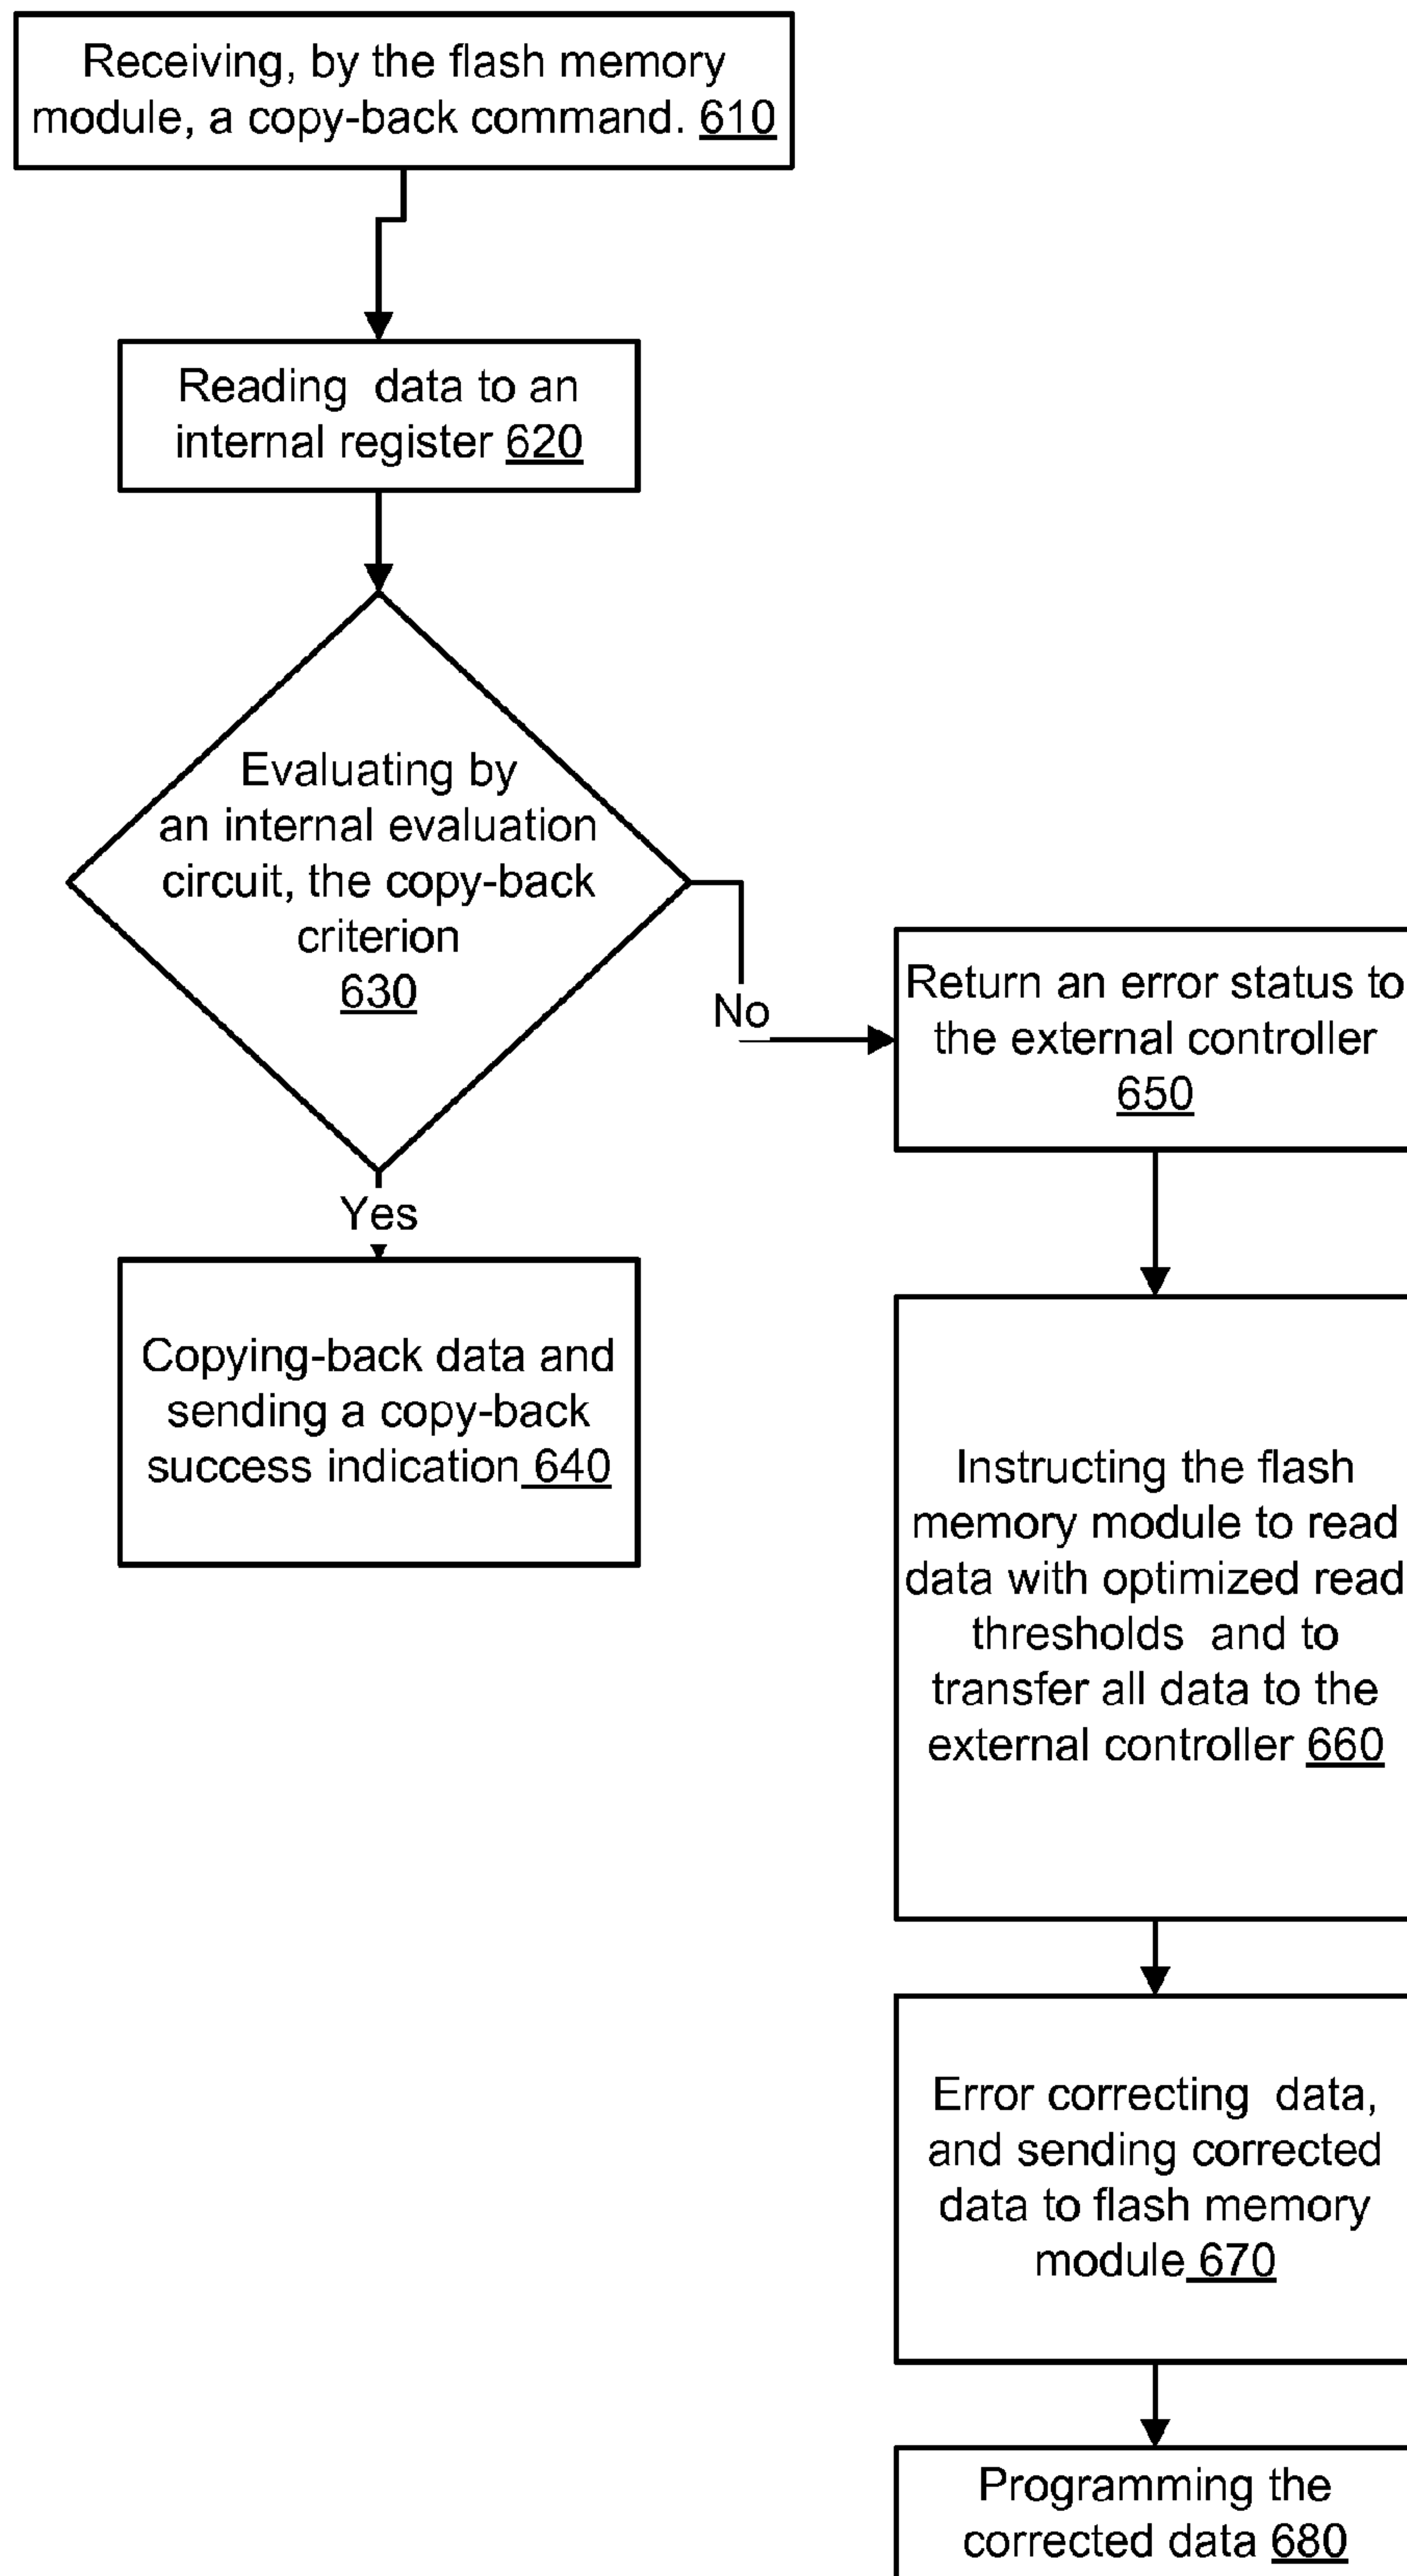 Receiving, by the flash memory
module, a copy-back command. 610
Reading data to an
internal register 620
Evaluating by
an internal evaluation
circuit, the copy-back
criterion
630
No
Yes
Copying-back data and
sending a copy-back
success indication 640
Return an error status to
the external controller
650
Instructing the flash
memory module to read
data with optimized read
thresholds and to
transfer all data to the
external controller 660
Error correcting data,
and sending corrected
data to flash memory
module 670
Programming the
corrected data 680